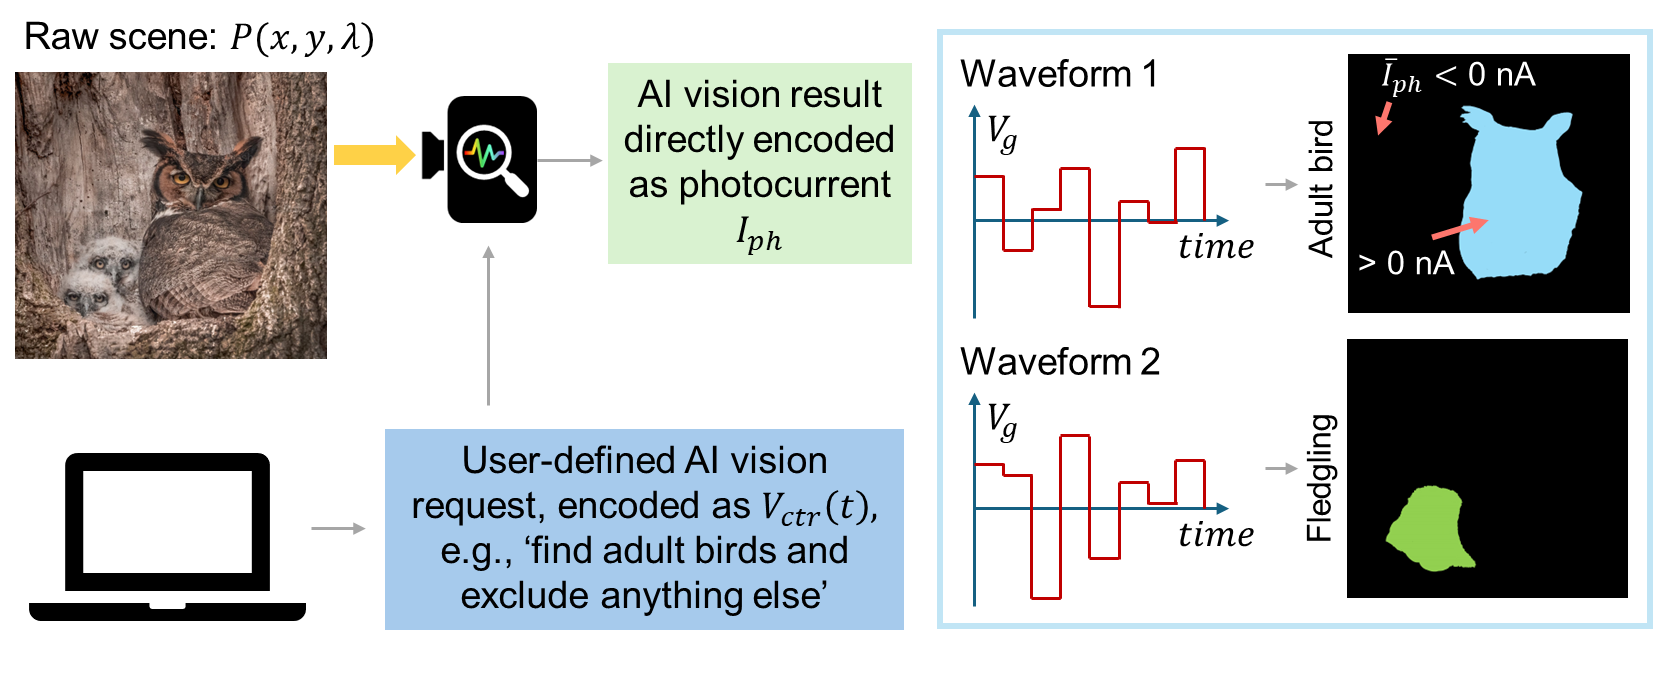 Raw scene: P(x, y, λ)
AI vision result
directly encoded
as photocurrent
I_ph
User-defined AI vision
request, encoded as V_ctr(t),
e.g., ‘find adult birds and
exclude anything else’
Waveform 1
V_g
time
Adult bird
Ī_ph < 0 nA
> 0 nA
Waveform 2
V_g
time
Fledgling